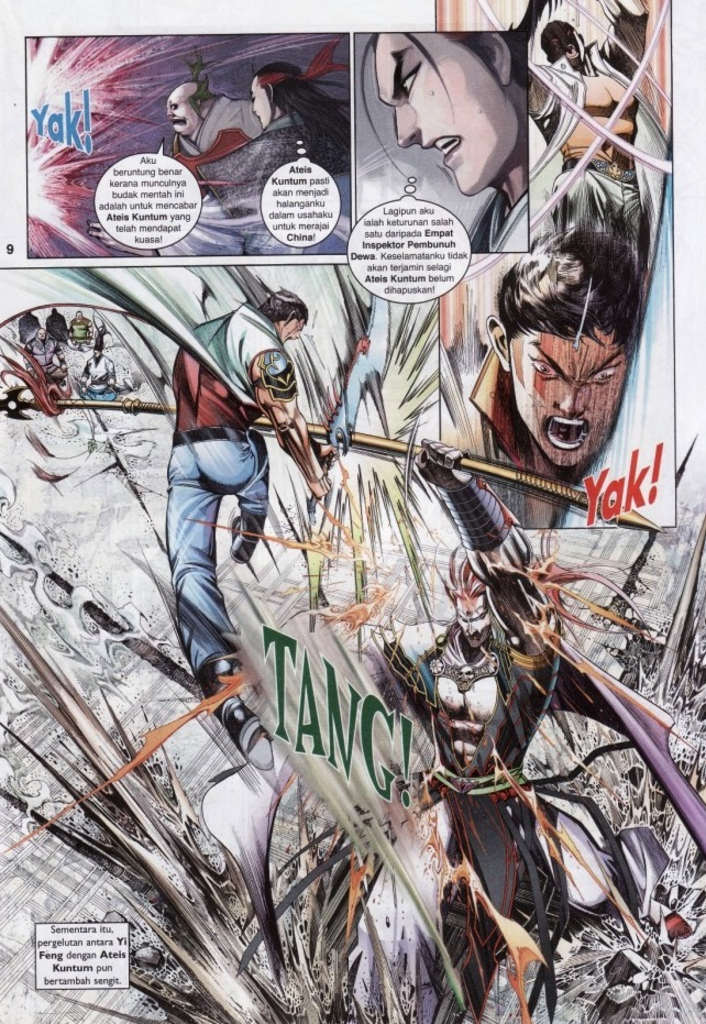 Yak!
Aku
beruntung benar
kerana munculnya
budak mentah ini
adalah untuk mencabar
Ateis Kuntum yang
telah mendapat
kuasa!
Ateis
Kuntum pasti
akan menjadi
halanganku
dalam usahaku
untuk merajai
China!
Lagipun aku
ialah keturunan salah
satu daripada Empat
Inspektor Pembunuh
Dewa. Keselamatanku tidak
akan terjamin selagi
Ateis Kuntum belum
dihapuskan!
9
Yak!
TANG!
Sementara itu,
pergelutan antara Yi
Feng dengan Ateis
Kuntum pun
bertambah sengit.